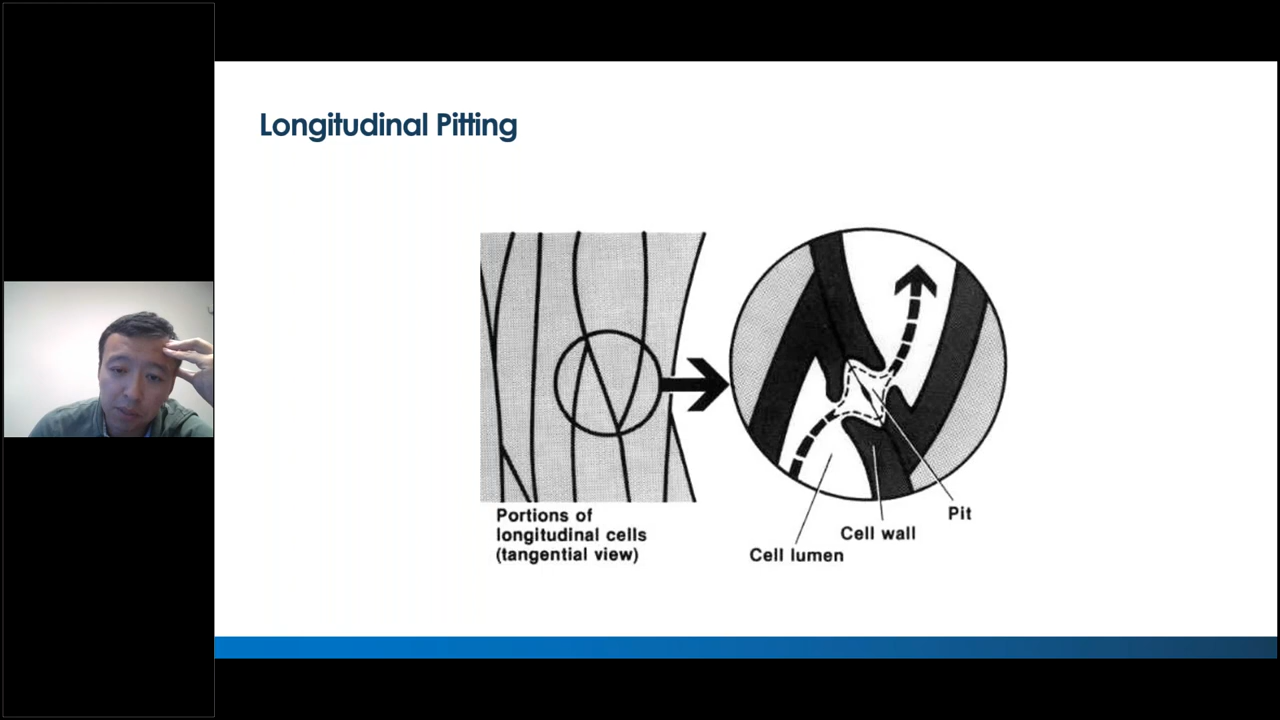 Longitudinal Pitting
Portions of
longitudinal cells
(tangential view)
Cell lumen
Cell wall
Pit